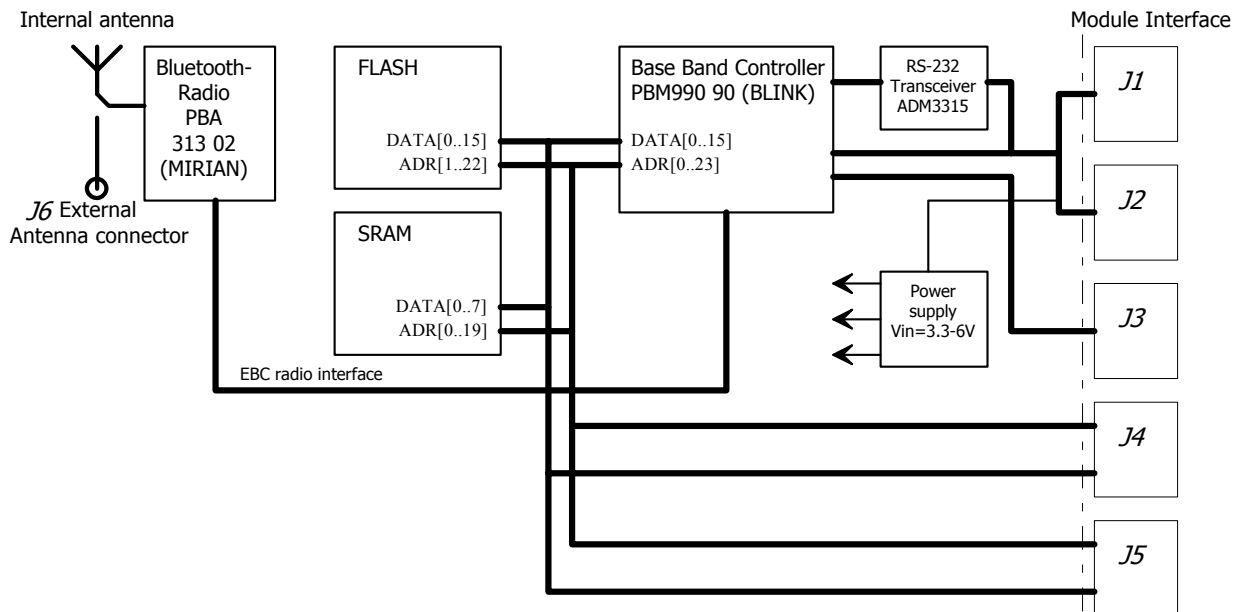 Internal antenna
Module Interface
Bluetooth-
Radio
PBA
313 02
(MIRIAN)
J6 External
Antenna connector
FLASH
DATA[0..15]
ADR[1..22]
SRAM
DATA[0..7]
ADR[0..19]
EBC radio interface
Base Band Controller
PBM990 90 (BLINK)
DATA[0..15]
ADR[0..23]
RS-232
Transceiver
ADM3315
Power
supply
Vin=3.3-6V
J1
J2
J3
J4
J5